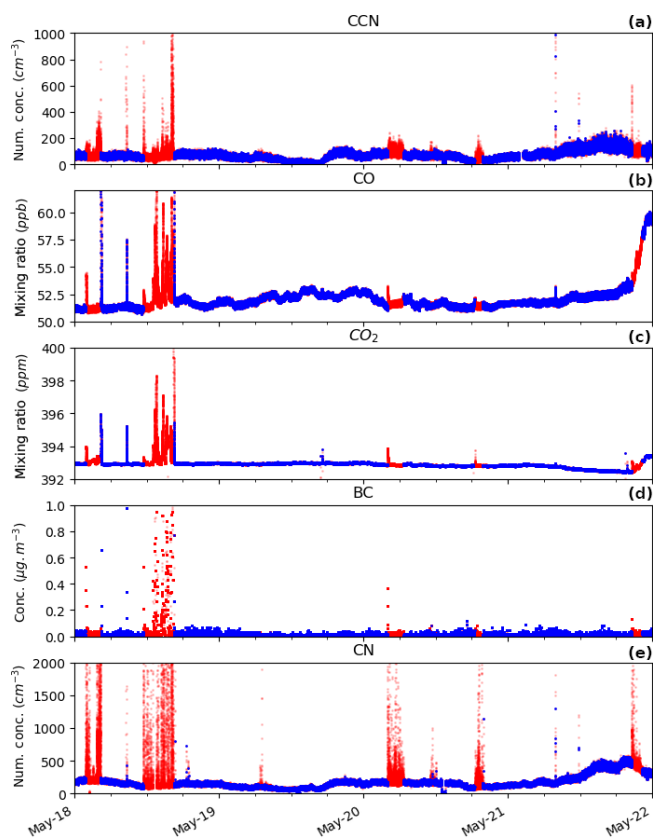 CCN (a)
Num. conc. (cm⁻³)
1000
800
600
400
200
0
CO (b)
Mixing ratio (ppb)
60.0
57.5
55.0
52.5
50.0
CO₂ (c)
Mixing ratio (ppm)
400
398
396
394
392
BC (d)
Conc. (μg.m⁻³)
1.0
0.8
0.6
0.4
0.2
0.0
CN (e)
Num. conc. (cm⁻³)
2000
1500
1000
500
0
May-18 May-19 May-20 May-21 May-22